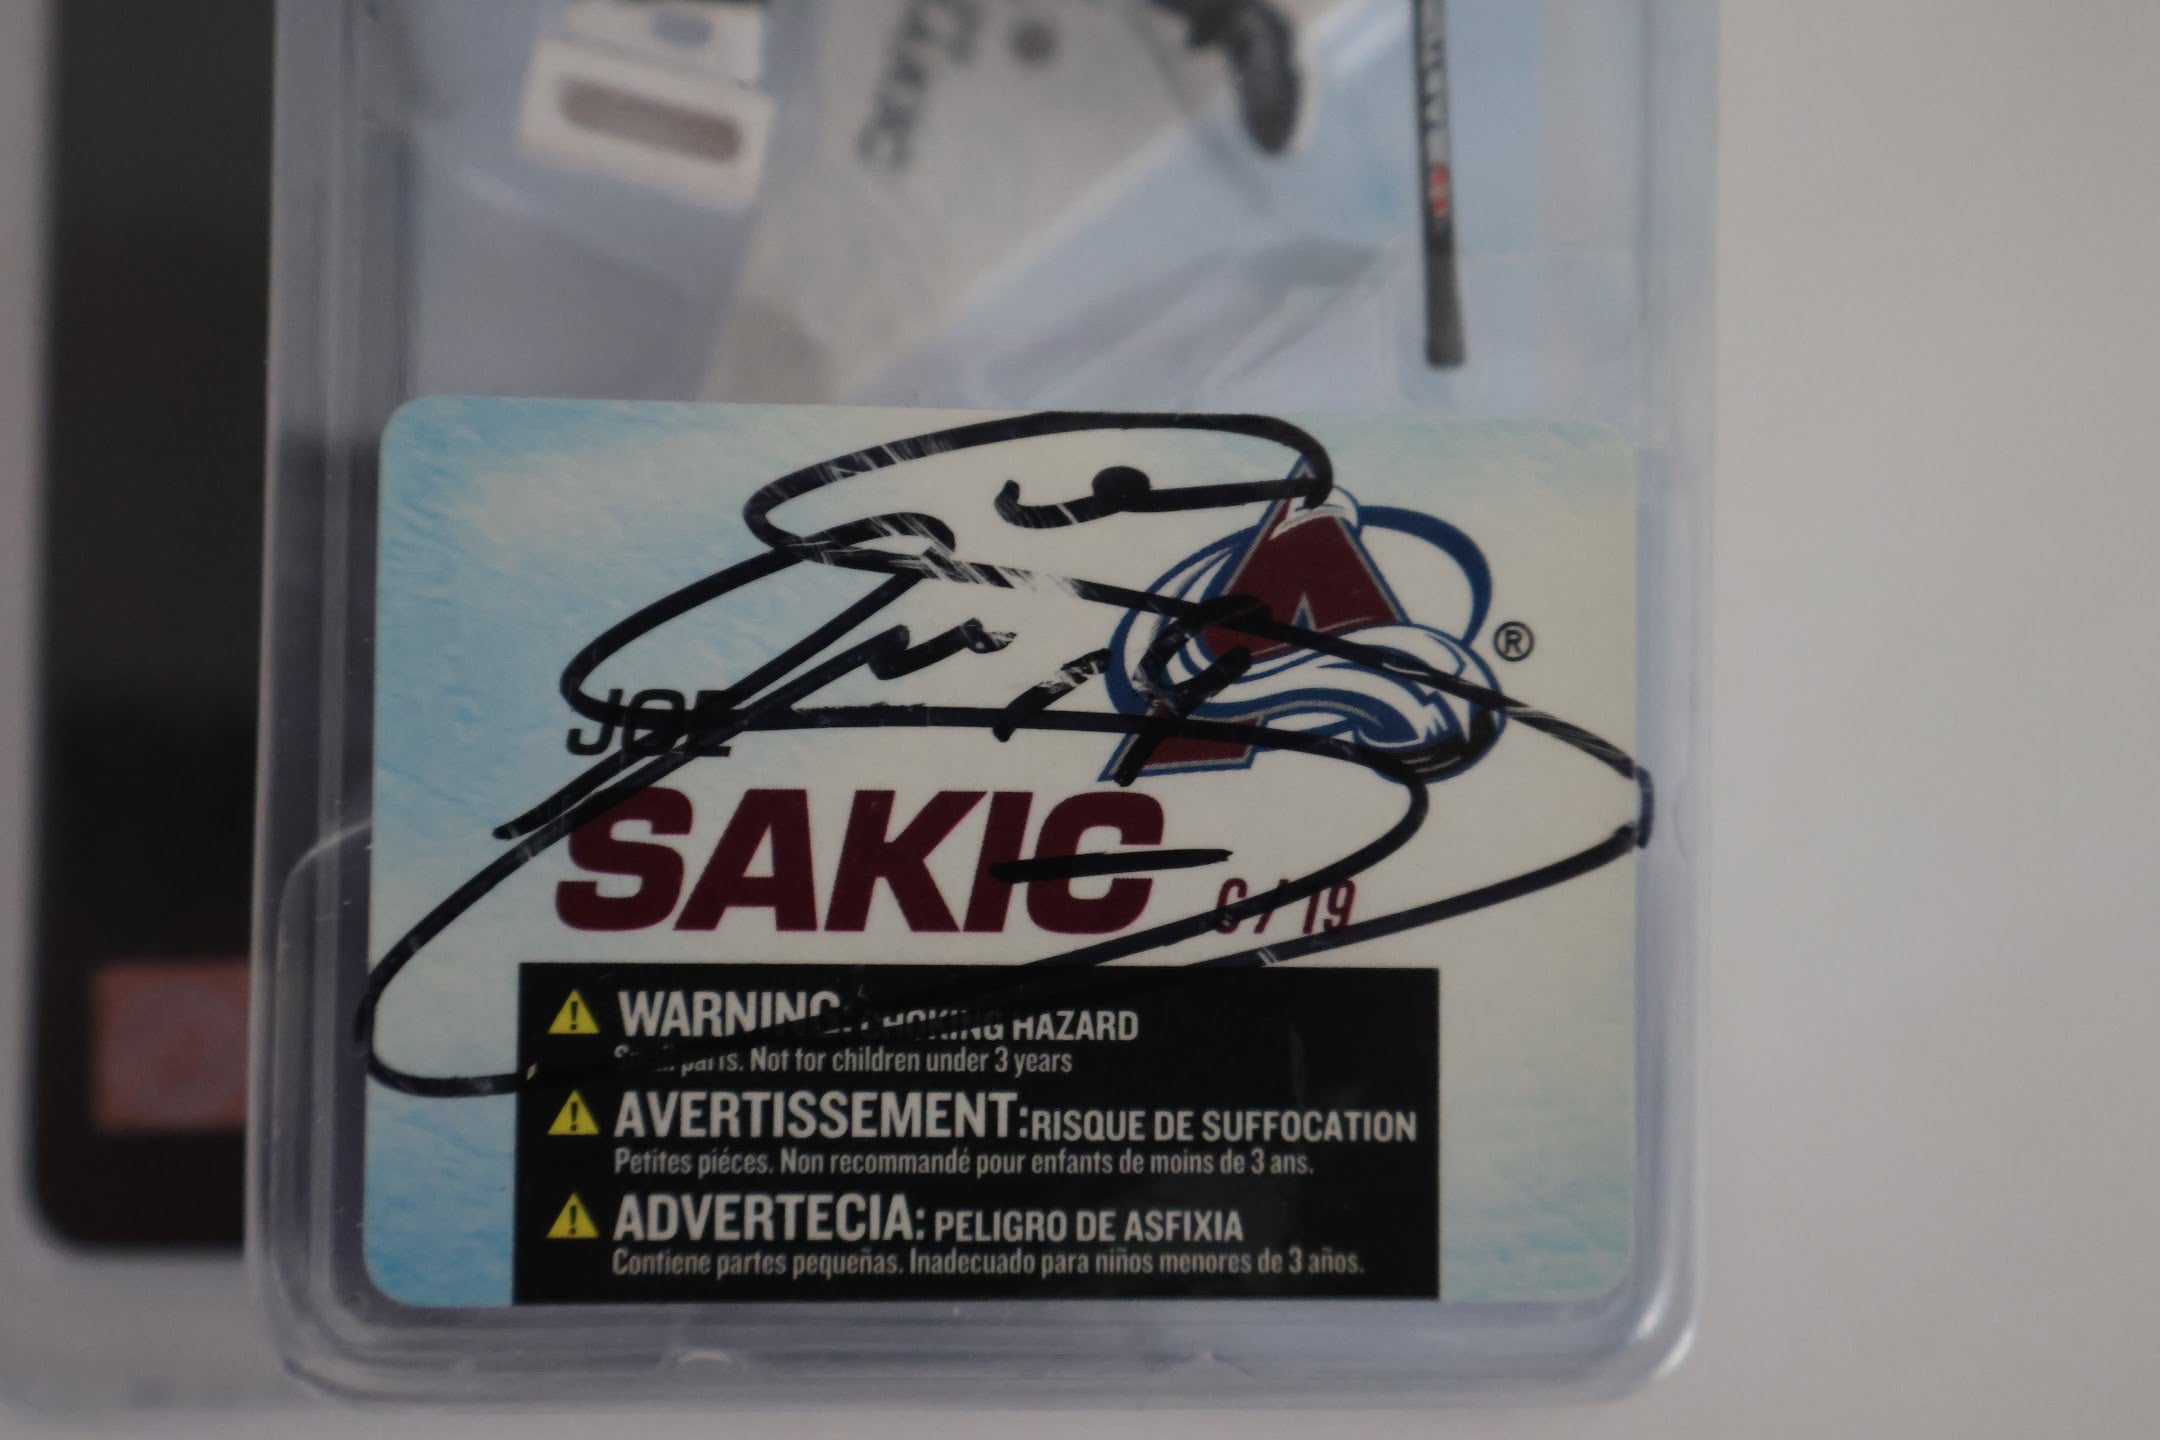 JOE
SAKIC C / 19
®
WARNING: CHOKING HAZARD
Small parts. Not for children under 3 years
AVERTISSEMENT: RISQUE DE SUFFOCATION
Petites piéces. Non recommandé pour enfants de moins de 3 ans.
ADVERTECIA: PELIGRO DE ASFIXIA
Contiene partes pequeñas. Inadecuado para niños menores de 3 años.